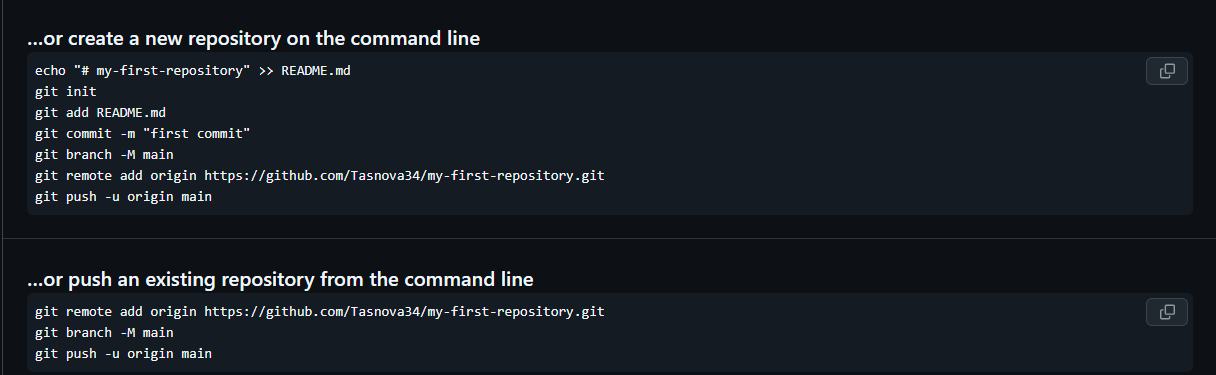 ...or create a new repository on the command line
echo "# my-first-repository" >> README.md
git init
git add README.md
git commit -m "first commit"
git branch -M main
git remote add origin https://github.com/Tasnova34/my-first-repository.git
git push -u origin main
...or push an existing repository from the command line
git remote add origin https://github.com/Tasnova34/my-first-repository.git
git branch -M main
git push -u origin main